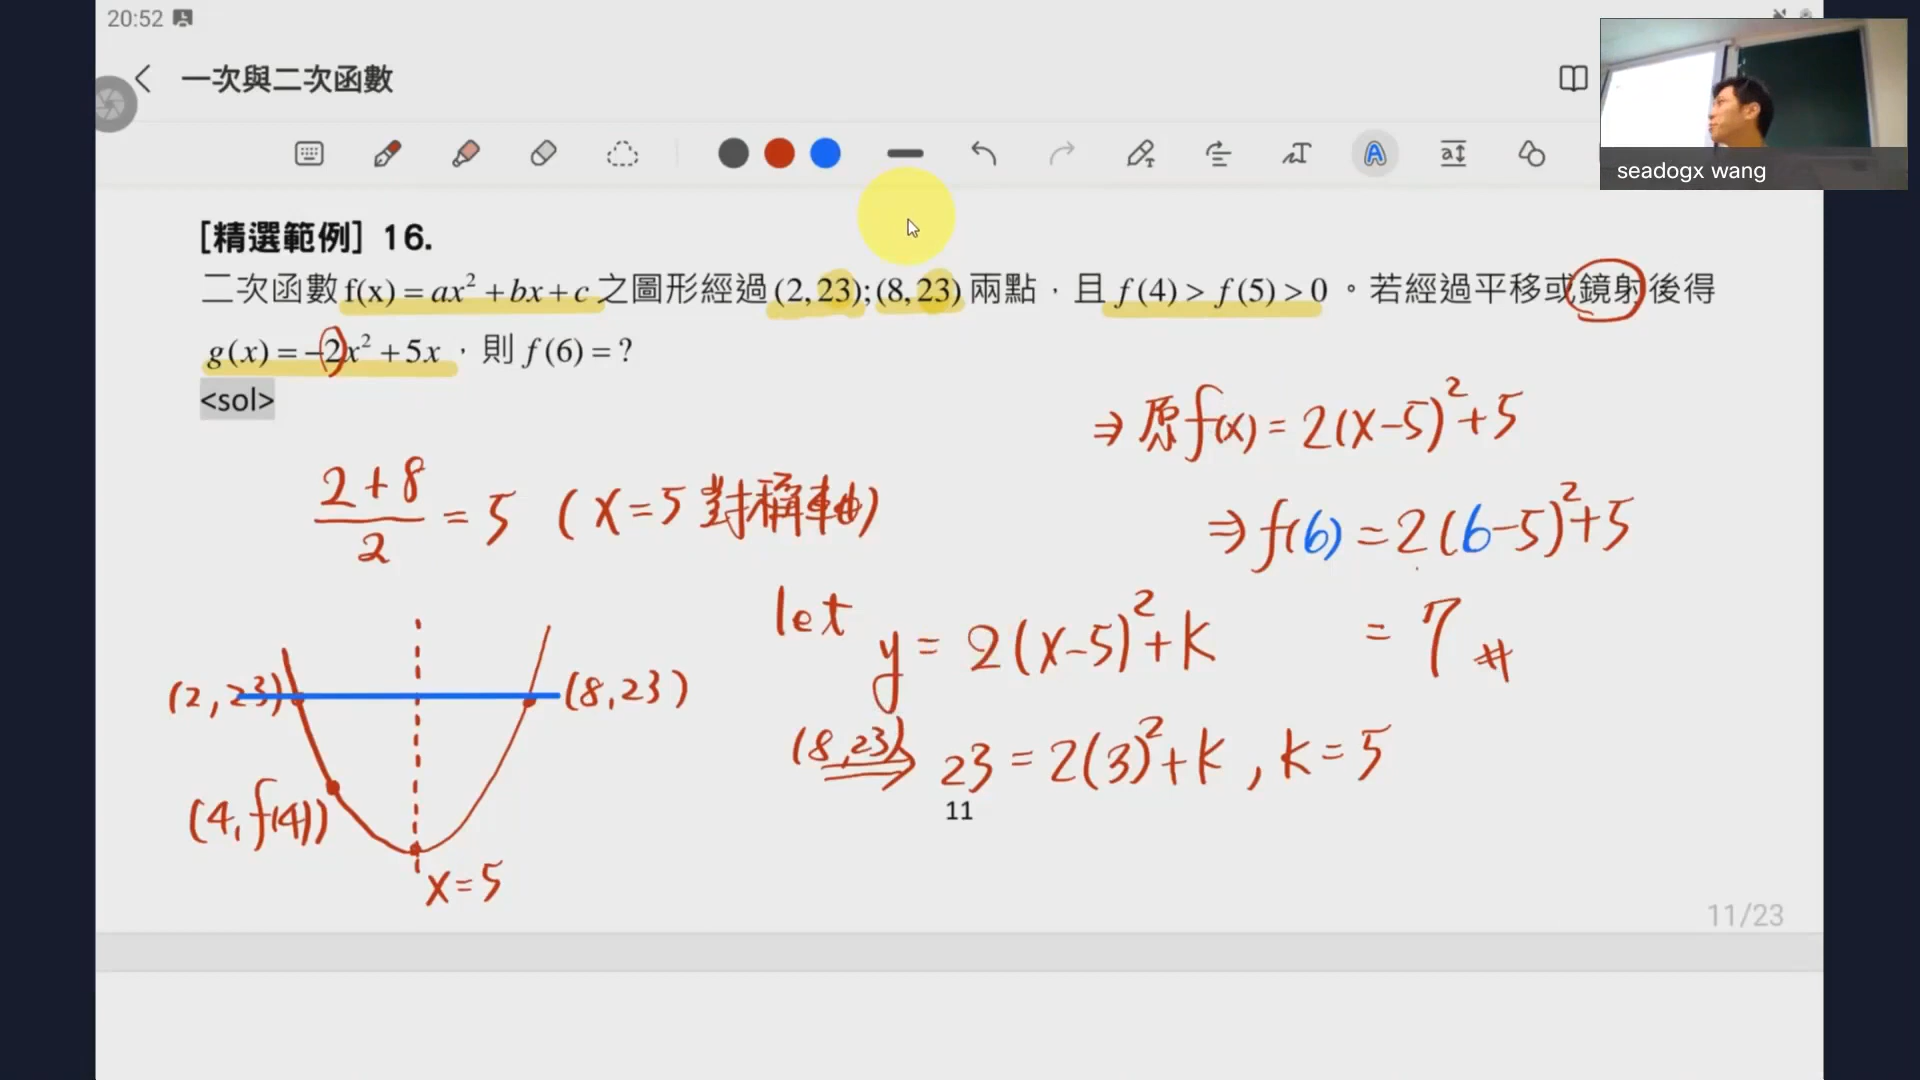 20:52
一次與二次函數
seadogx wang
[精選範例] 16.
二次函數 f(x) = ax² + bx + c 之圖形經過 (2, 23); (8, 23) 兩點，且 f(4) > f(5) > 0。若經過平移或鏡射後得
g(x) = −2x² + 5x，則 f(6) = ?
<sol>
⇒ 原 f(x) = 2(x−5)² + 5
(2+8)/2 = 5 (x=5 對稱軸)
⇒ f(6) = 2(6−5)² + 5
= 7 #
let y = 2(x−5)² + k
(2,23) (8,23)
(8,23) ⇒ 23 = 2(3)² + k , k = 5
(4, f(4))
x=5
11
11/23